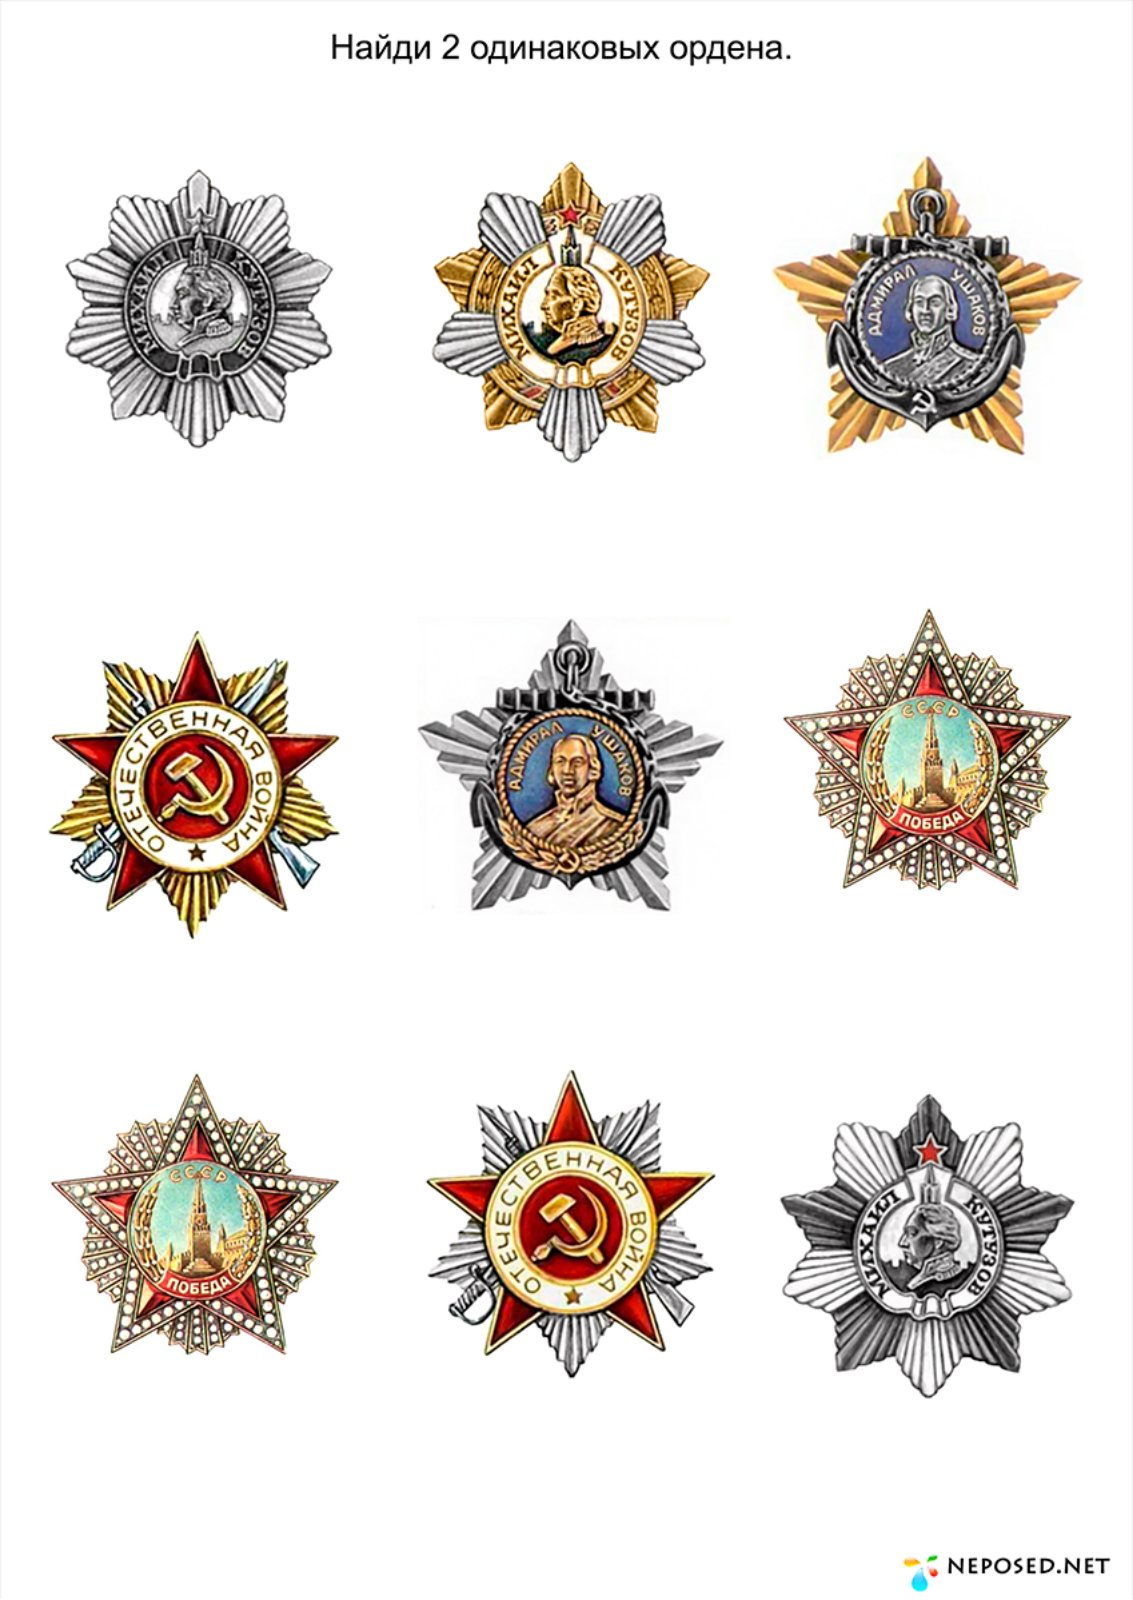 Найди 2 одинаковых ордена.
МИХАИЛ КУТУЗОВ
МИХАИЛ КУТУЗОВ
АДМИРАЛ УШАКОВ
ОТЕЧЕСТВЕННАЯ ВОЙНА
АДМИРАЛ УШАКОВ
СССР
ПОБЕДА
СССР
ПОБЕДА
ОТЕЧЕСТВЕННАЯ ВОЙНА
МИХАИЛ КУТУЗОВ
NEPOSED.NET